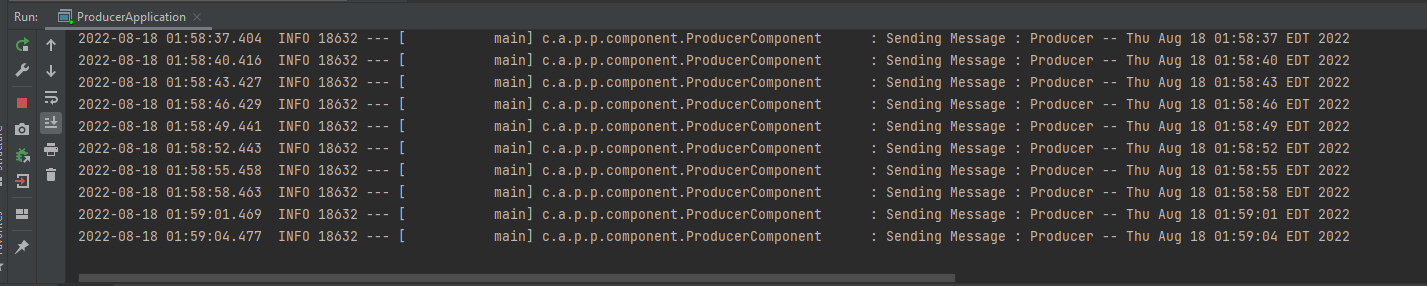 Run: ProducerApplication
2022-08-18 01:58:37.404  INFO 18632 --- [           main] c.a.p.p.component.ProducerComponent      : Sending Message : Producer -- Thu Aug 18 01:58:37 EDT 2022
2022-08-18 01:58:40.416  INFO 18632 --- [           main] c.a.p.p.component.ProducerComponent      : Sending Message : Producer -- Thu Aug 18 01:58:40 EDT 2022
2022-08-18 01:58:43.427  INFO 18632 --- [           main] c.a.p.p.component.ProducerComponent      : Sending Message : Producer -- Thu Aug 18 01:58:43 EDT 2022
2022-08-18 01:58:46.429  INFO 18632 --- [           main] c.a.p.p.component.ProducerComponent      : Sending Message : Producer -- Thu Aug 18 01:58:46 EDT 2022
2022-08-18 01:58:49.441  INFO 18632 --- [           main] c.a.p.p.component.ProducerComponent      : Sending Message : Producer -- Thu Aug 18 01:58:49 EDT 2022
2022-08-18 01:58:52.443  INFO 18632 --- [           main] c.a.p.p.component.ProducerComponent      : Sending Message : Producer -- Thu Aug 18 01:58:52 EDT 2022
2022-08-18 01:58:55.458  INFO 18632 --- [           main] c.a.p.p.component.ProducerComponent      : Sending Message : Producer -- Thu Aug 18 01:58:55 EDT 2022
2022-08-18 01:58:58.463  INFO 18632 --- [           main] c.a.p.p.component.ProducerComponent      : Sending Message : Producer -- Thu Aug 18 01:58:58 EDT 2022
2022-08-18 01:59:01.469  INFO 18632 --- [           main] c.a.p.p.component.ProducerComponent      : Sending Message : Producer -- Thu Aug 18 01:59:01 EDT 2022
2022-08-18 01:59:04.477  INFO 18632 --- [           main] c.a.p.p.component.ProducerComponent      : Sending Message : Producer -- Thu Aug 18 01:59:04 EDT 2022